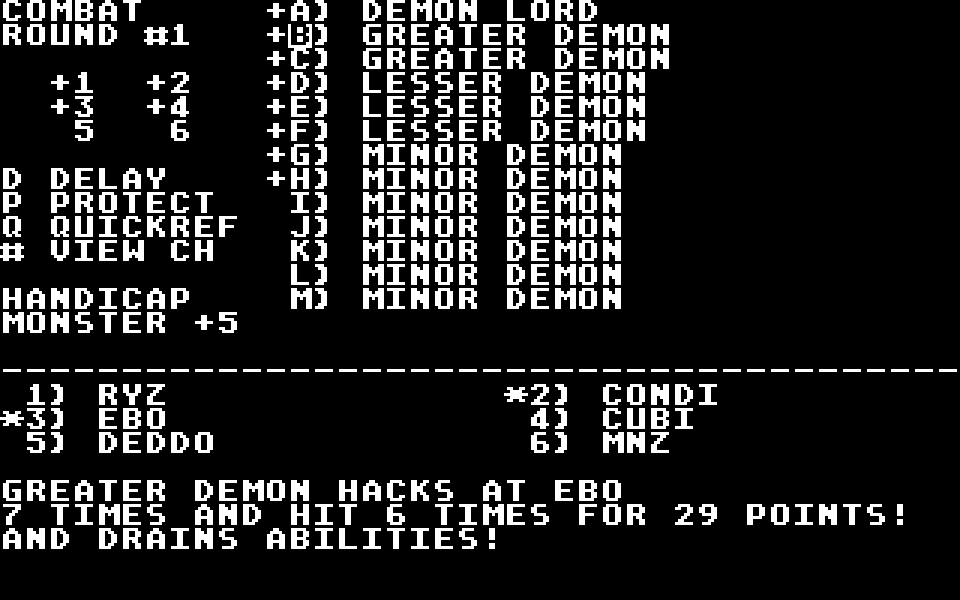 COMBAT +A) DEMON LORD
ROUND #1 +B) GREATER DEMON
+C) GREATER DEMON
+1 +2 +D) LESSER DEMON
+3 +4 +E) LESSER DEMON
5 6 +F) LESSER DEMON
+G) MINOR DEMON
D DELAY +H) MINOR DEMON
P PROTECT I) MINOR DEMON
Q QUICKREF J) MINOR DEMON
# VIEW CH K) MINOR DEMON
L) MINOR DEMON
HANDICAP M) MINOR DEMON
MONSTER +5
----------------------------------------
1) RYZ *2) CONDI
*3) EBO 4) CUBI
5) DEDDO 6) MNZ
GREATER DEMON HACKS AT EBO
7 TIMES AND HIT 6 TIMES FOR 29 POINTS!
AND DRAINS ABILITIES!